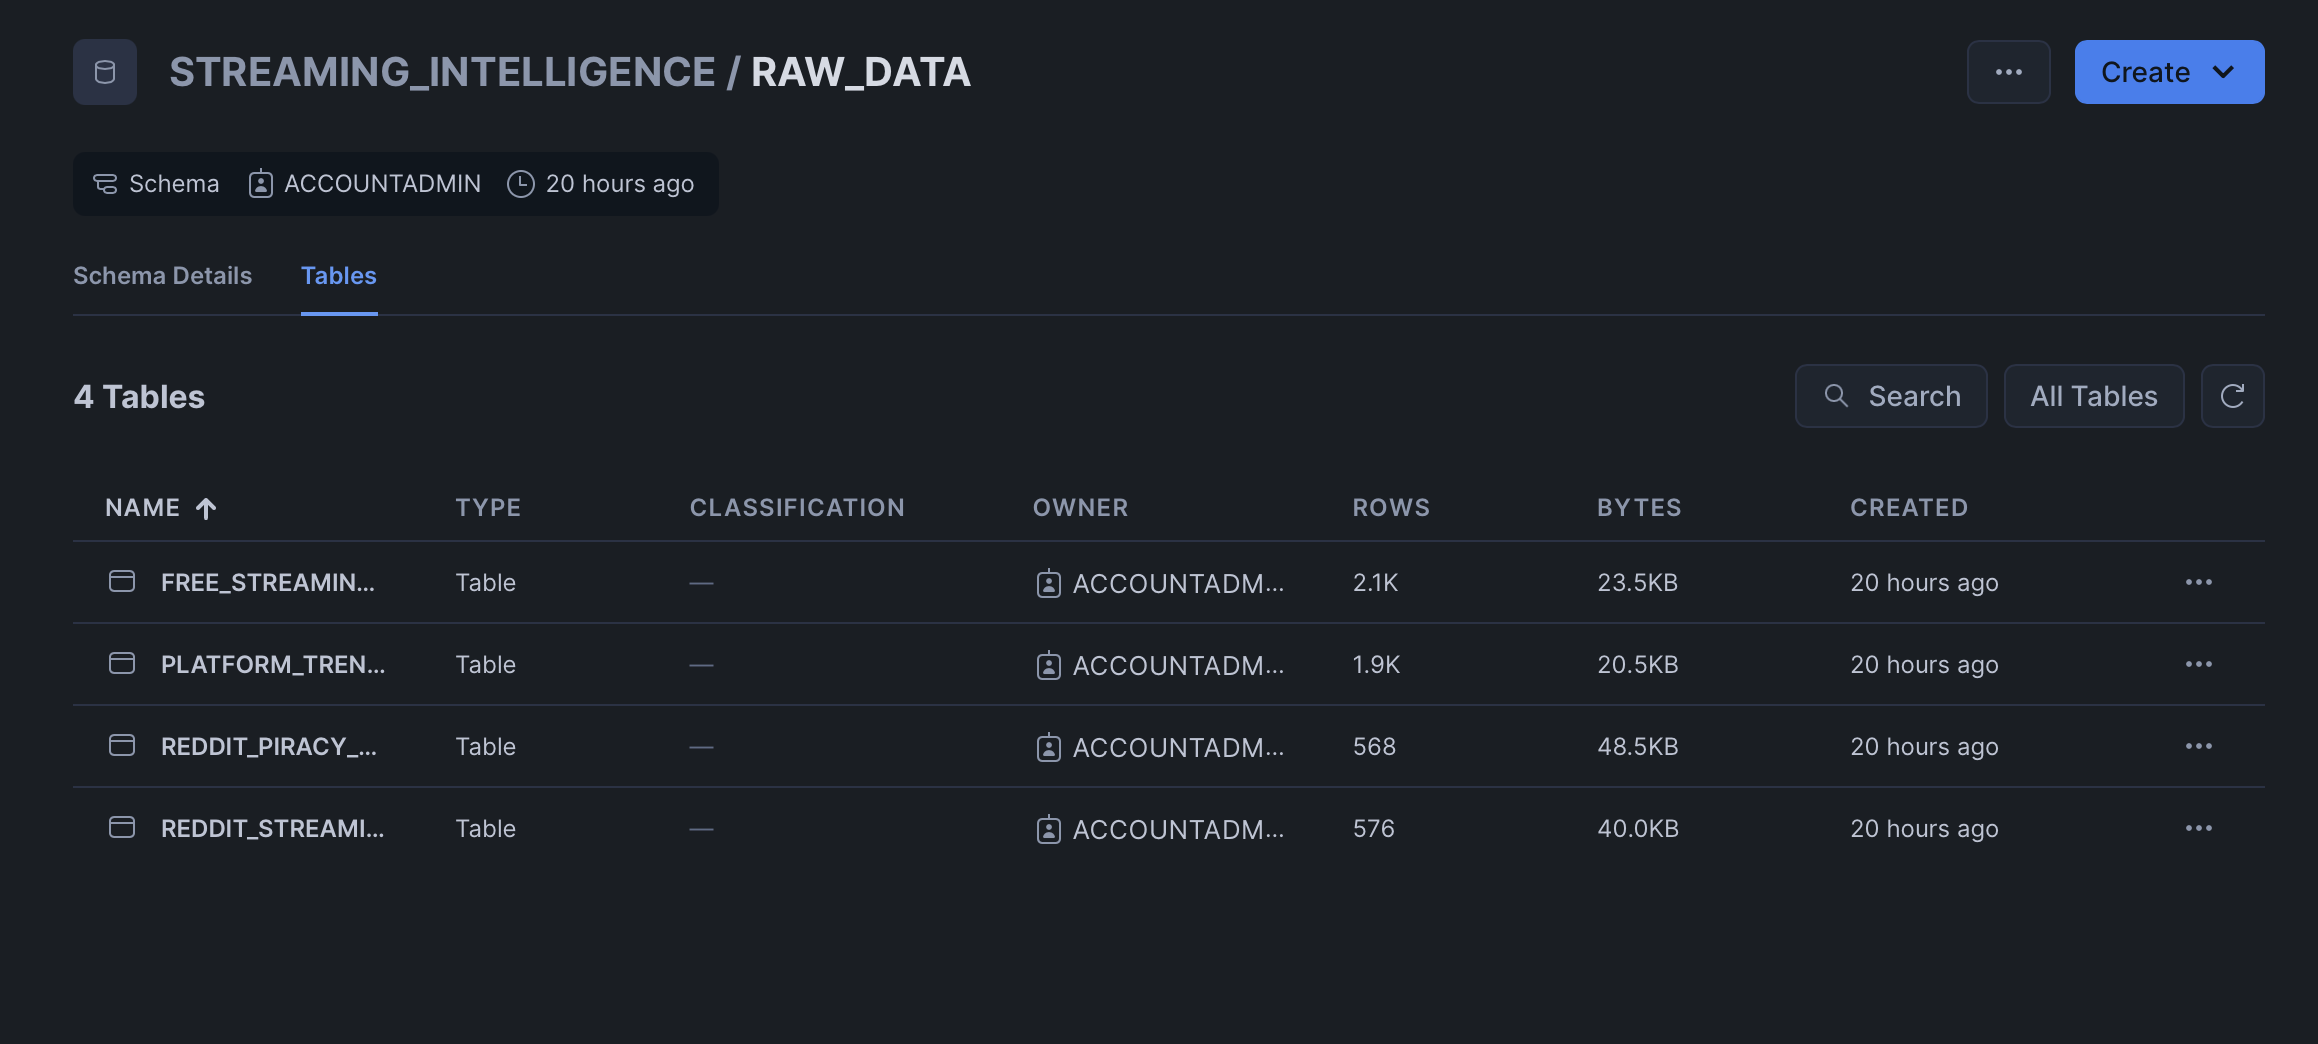 STREAMING_INTELLIGENCE / RAW_DATA
... Create
Schema ACCOUNTADMIN 20 hours ago
Schema Details Tables
4 Tables
Search All Tables
NAME TYPE CLASSIFICATION OWNER ROWS BYTES CREATED
FREE_STREAMIN... Table — ACCOUNTADM... 2.1K 23.5KB 20 hours ago ...
PLATFORM_TREN... Table — ACCOUNTADM... 1.9K 20.5KB 20 hours ago ...
REDDIT_PIRACY_... Table — ACCOUNTADM... 568 48.5KB 20 hours ago ...
REDDIT_STREAMI... Table — ACCOUNTADM... 576 40.0KB 20 hours ago ...